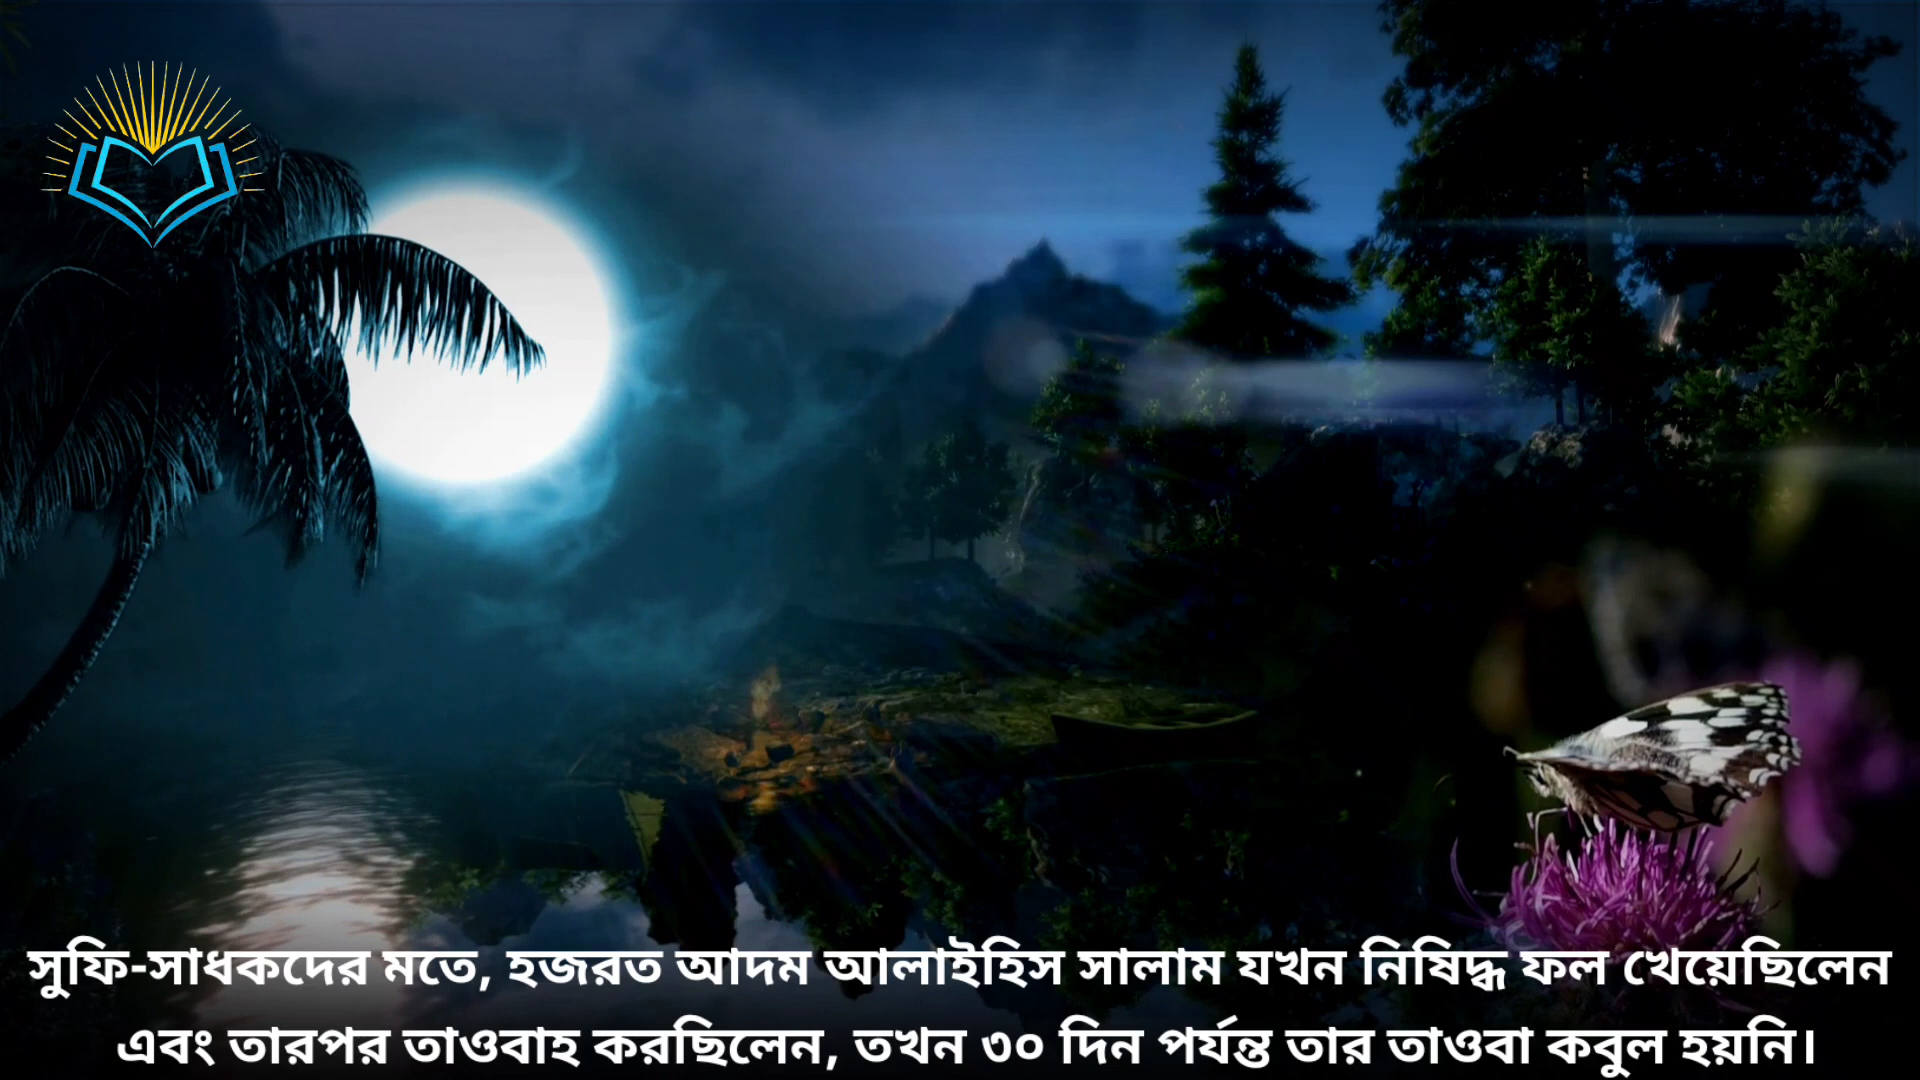 সুফি-সাধকদের মতে, হজরত আদম আলাইহিস সালাম যখন নিষিদ্ধ ফল খেয়েছিলেন
এবং তারপর তাওবাহ করছিলেন, তখন ৩০ দিন পর্যন্ত তার তাওবা কবুল হয়নি।